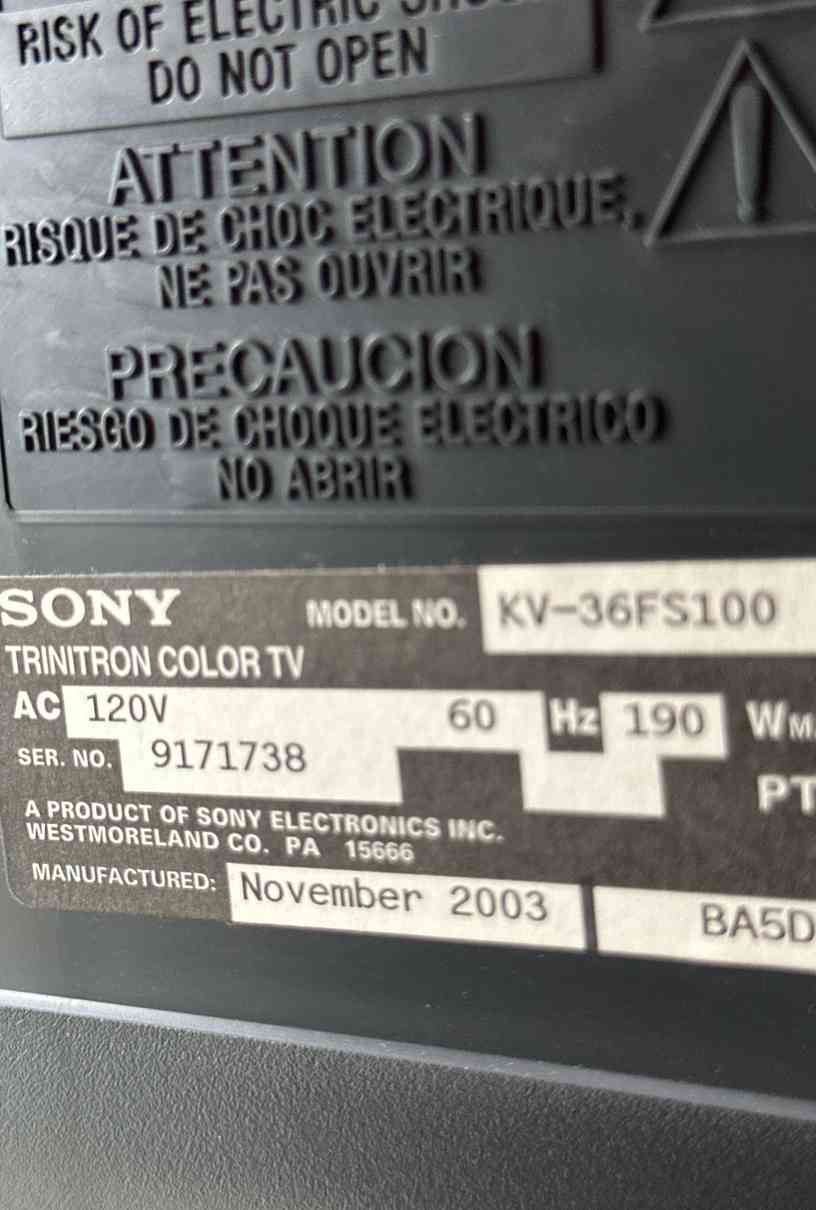 RISK OF ELECTRIC SHOCK
DO NOT OPEN
ATTENTION
RISQUE DE CHOC ELECTRIQUE,
NE PAS OUVRIR
PRECAUCION
RIESGO DE CHOQUE ELECTRICO
NO ABRIR
SONY MODEL NO. KV-36FS100
TRINITRON COLOR TV
AC 120V 60 Hz 190 W
SER. NO. 9171738
A PRODUCT OF SONY ELECTRONICS INC.
WESTMORELAND CO. PA 15666
MANUFACTURED: November 2003 BA5D